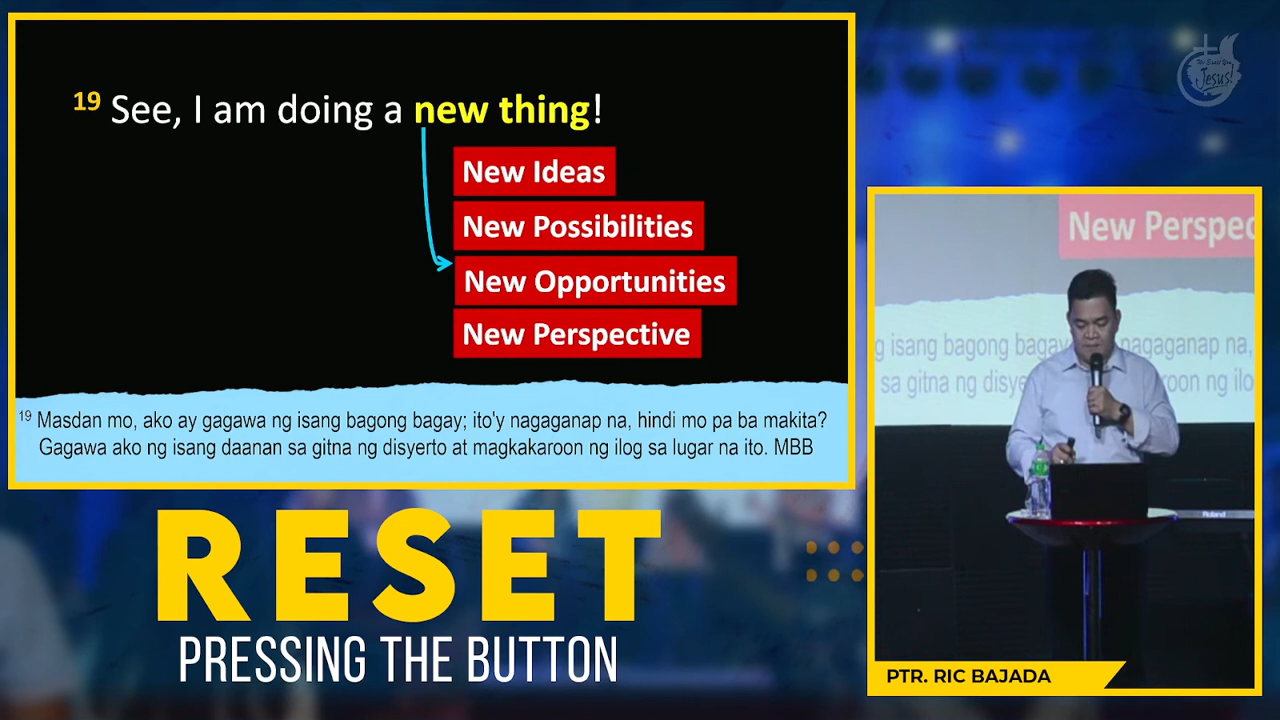 19 See, I am doing a new thing!
New Ideas
New Possibilities
New Opportunities
New Perspective
19 Masdan mo, ako ay gagawa ng isang bagong bagay; ito'y nagaganap na, hindi mo pa ba makita?
Gagawa ako ng isang daanan sa gitna ng disyerto at magkakaroon ng ilog sa lugar na ito. MBB
RESET
PRESSING THE BUTTON
Jesus!
New Perspec
g isang bagong bagay nagaganap na,
sa gitna ng disye roon ng ilo
Roland
PTR. RIC BAJADA